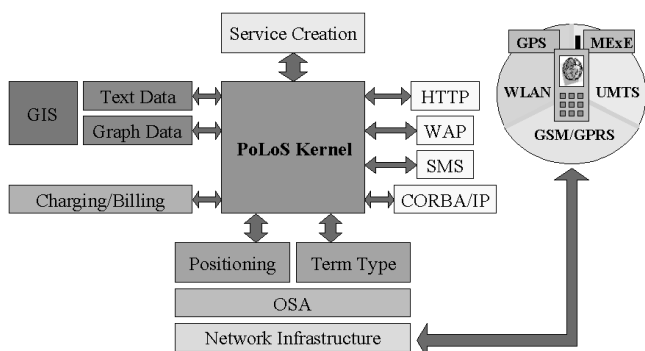 Service Creation
GPS
MExE
WLAN
UMTS
GSM/GPRS
GIS
Text Data
Graph Data
PoLoS Kernel
HTTP
WAP
SMS
CORBA/IP
Charging/Billing
Positioning
Term Type
OSA
Network Infrastructure